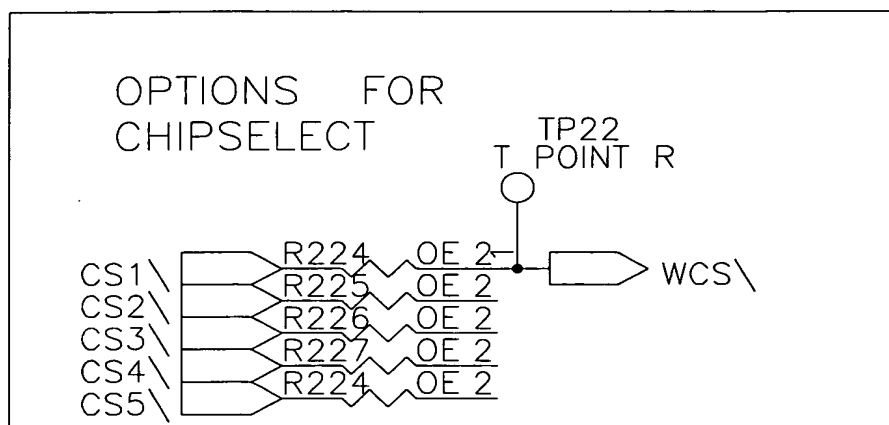 OPTIONS FOR
CHIPSELECT
TP22
T POINT R
R224 OE 2 1
CS1\ WCS\
R225 OE 2
CS2\
R226 OE 2
CS3\
R227 OE 2
CS4\
R224 OE 2
CS5\